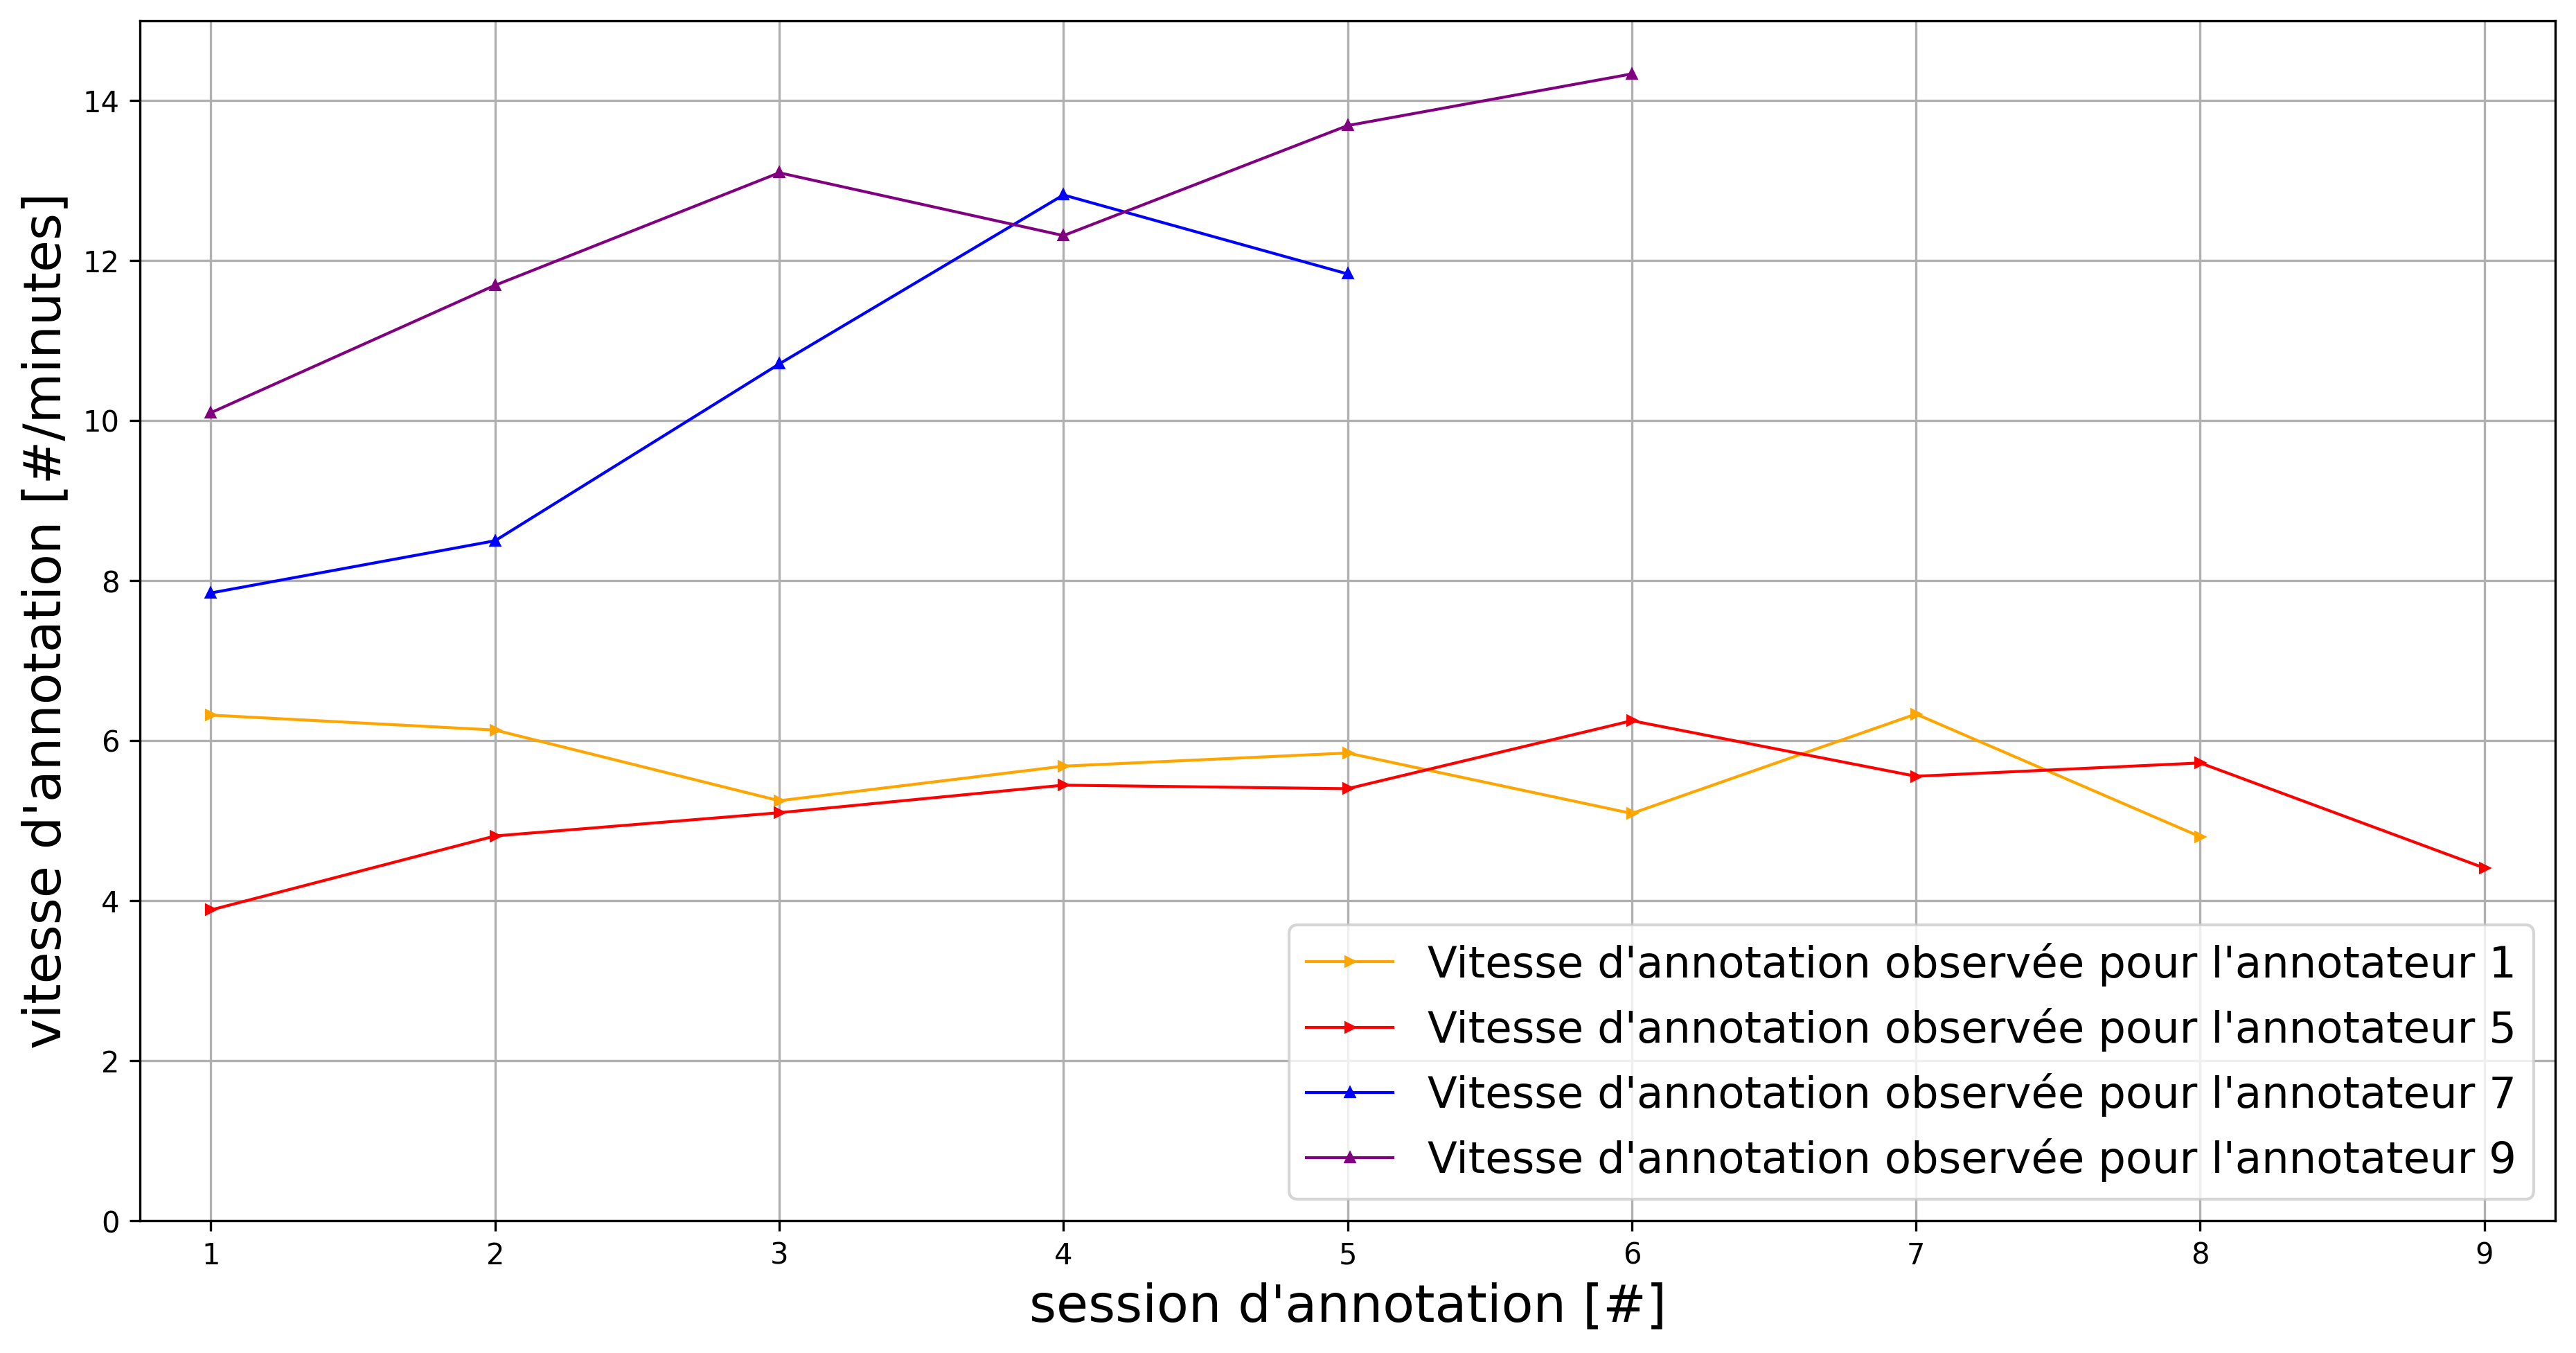 vitesse d'annotation [#/minutes]
14
12
10
8
6
4
2
0
1 2 3 4 5 6 7 8 9
session d'annotation [#]
Vitesse d'annotation observée pour l'annotateur 1
Vitesse d'annotation observée pour l'annotateur 5
Vitesse d'annotation observée pour l'annotateur 7
Vitesse d'annotation observée pour l'annotateur 9